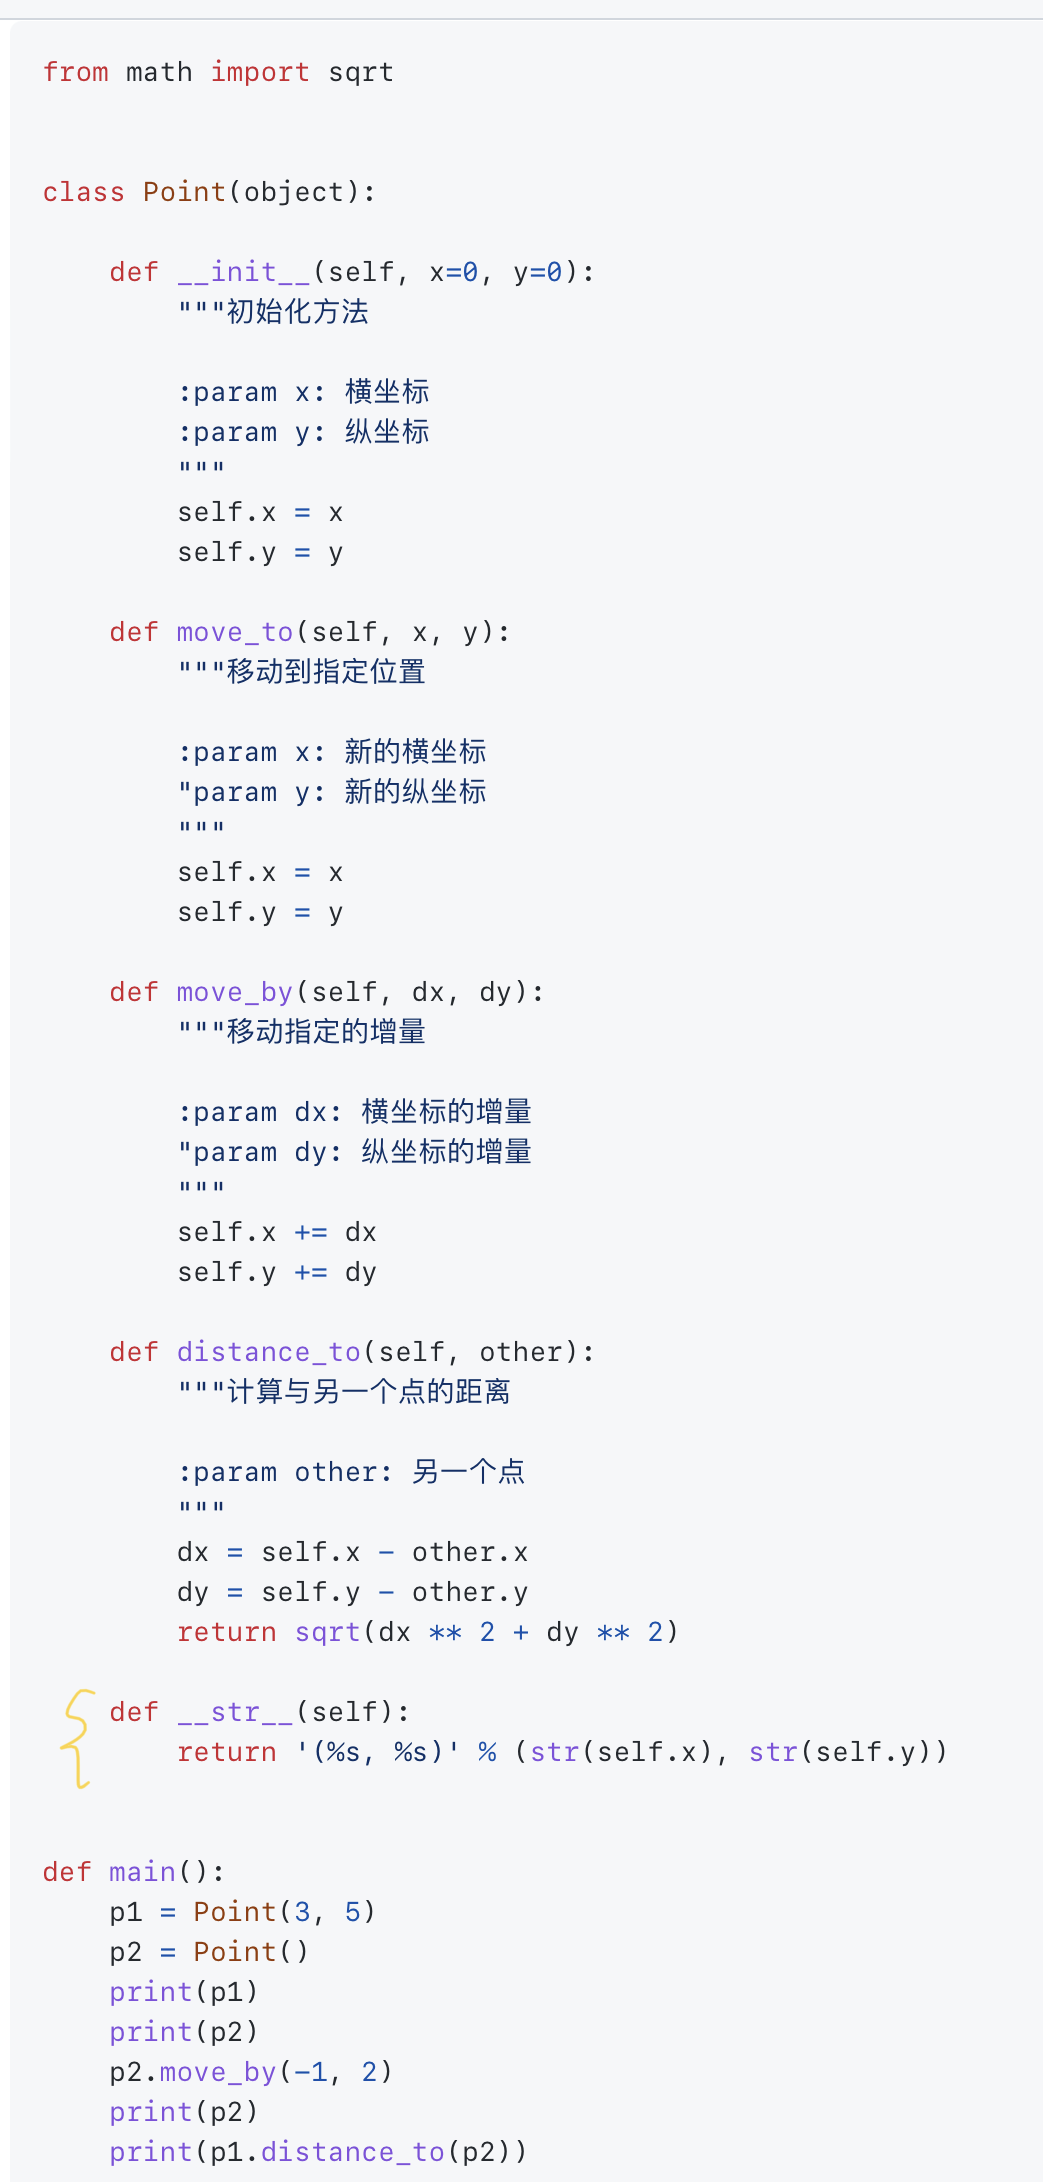 from math import sqrt
class Point(object):
def __init__(self, x=0, y=0):
"""初始化方法
:param x: 横坐标
:param y: 纵坐标
"""
self.x = x
self.y = y
def move_to(self, x, y):
"""移动到指定位置
:param x: 新的横坐标
"param y: 新的纵坐标
"""
self.x = x
self.y = y
def move_by(self, dx, dy):
"""移动指定的增量
:param dx: 横坐标的增量
"param dy: 纵坐标的增量
"""
self.x += dx
self.y += dy
def distance_to(self, other):
"""计算与另一个点的距离
:param other: 另一个点
"""
dx = self.x - other.x
dy = self.y - other.y
return sqrt(dx ** 2 + dy ** 2)
def __str__(self):
return '(%s, %s)' % (str(self.x), str(self.y))
def main():
p1 = Point(3, 5)
p2 = Point()
print(p1)
print(p2)
p2.move_by(-1, 2)
print(p2)
print(p1.distance_to(p2))